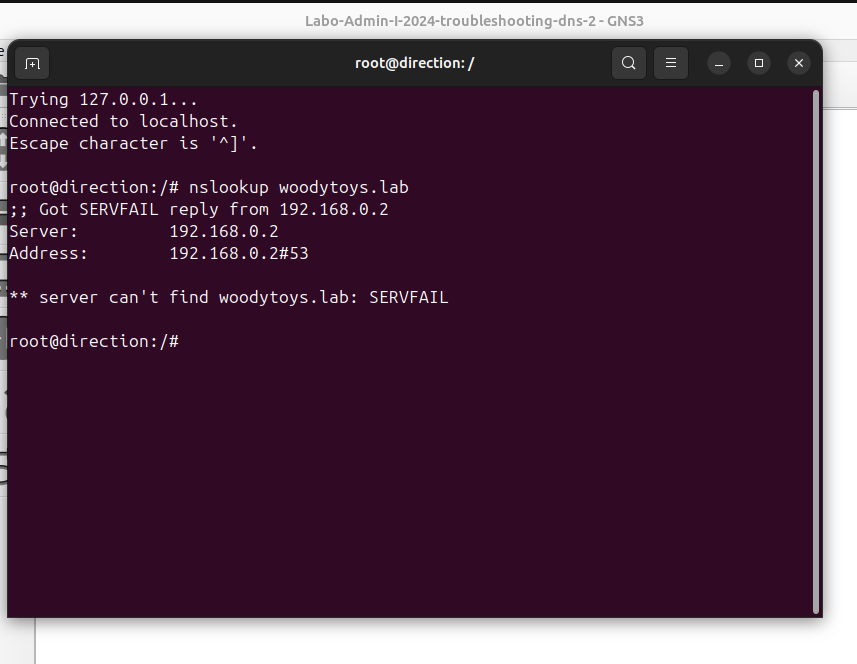 Labo-Admin-I-2024-troubleshooting-dns-2 - GNS3
root@direction: /
Trying 127.0.0.1...
Connected to localhost.
Escape character is '^]'.
root@direction:/# nslookup woodytoys.lab
;; Got SERVFAIL reply from 192.168.0.2
Server:         192.168.0.2
Address:        192.168.0.2#53
** server can't find woodytoys.lab: SERVFAIL
root@direction:/#